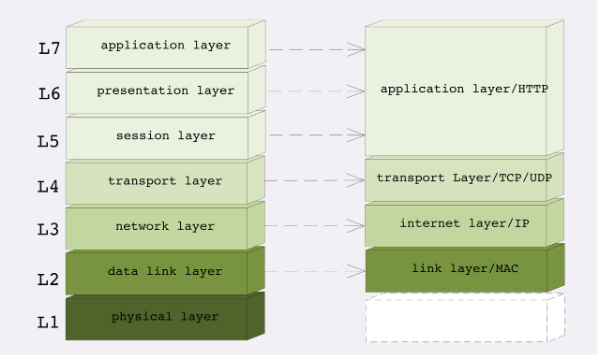 L7 application layer
L6 presentation layer
L5 session layer
L4 transport layer
L3 network layer
L2 data link layer
L1 physical layer
application layer/HTTP
transport Layer/TCP/UDP
internet layer/IP
link layer/MAC